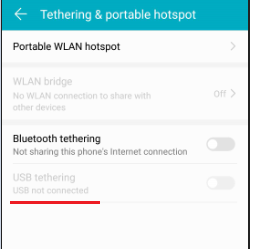 Tethering & portable hotspot
Portable WLAN hotspot
WLAN bridge
No WLAN connection to share with
other devices
Off
Bluetooth tethering
Not sharing this phone's Internet connection
USB tethering
USB not connected